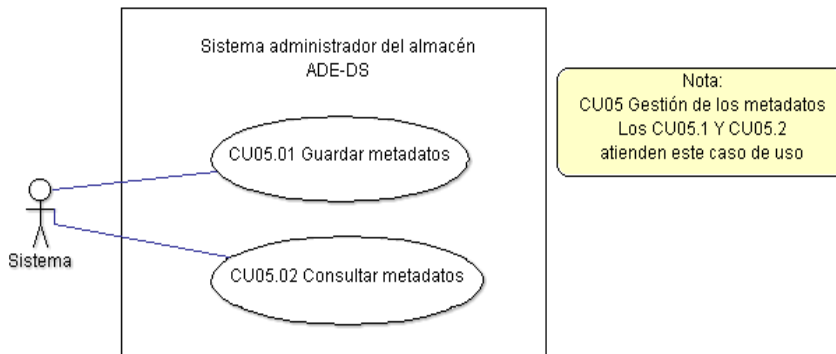 Sistema administrador del almacén
ADE-DS
Nota:
CU05 Gestión de los metadatos
Los CU05.1 Y CU05.2
atienden este caso de uso
CU05.01 Guardar metadatos
Sistema
CU05.02 Consultar metadatos